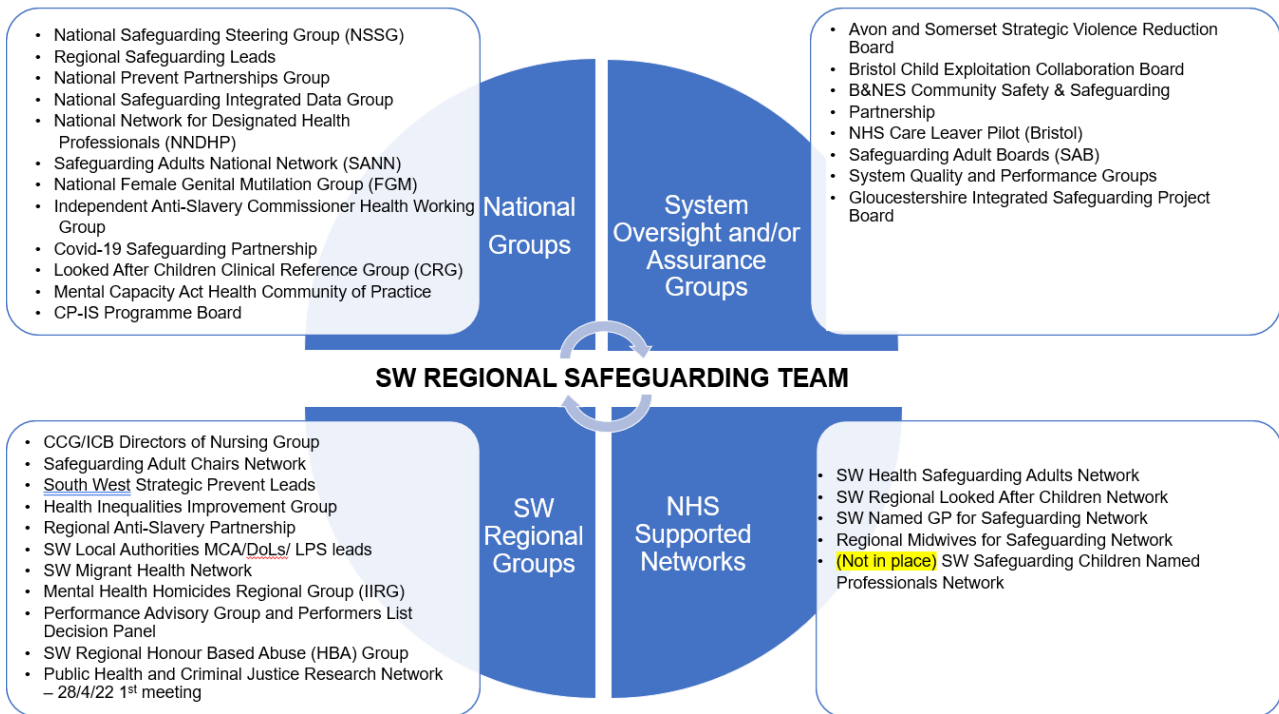 • National Safeguarding Steering Group (NSSG)
• Regional Safeguarding Leads
• National Prevent Partnerships Group
• National Safeguarding Integrated Data Group
• National Network for Designated Health
Professionals (NNDHP)
• Safeguarding Adults National Network (SANN)
• National Female Genital Mutilation Group (FGM)
• Independent Anti-Slavery Commissioner Health Working
Group
• Covid-19 Safeguarding Partnership
• Looked After Children Clinical Reference Group (CRG)
• Mental Capacity Act Health Community of Practice
• CP-IS Programme Board
National
Groups
System
Oversight and/or
Assurance
Groups
• Avon and Somerset Strategic Violence Reduction
Board
• Bristol Child Exploitation Collaboration Board
• B&NES Community Safety & Safeguarding
• Partnership
• NHS Care Leaver Pilot (Bristol)
• Safeguarding Adult Boards (SAB)
• System Quality and Performance Groups
• Gloucestershire Integrated Safeguarding Project
Board
SW REGIONAL SAFEGUARDING TEAM
• CCG/ICB Directors of Nursing Group
• Safeguarding Adult Chairs Network
• South West Strategic Prevent Leads
• Health Inequalities Improvement Group
• Regional Anti-Slavery Partnership
• SW Local Authorities MCA/DoLs/ LPS leads
• SW Migrant Health Network
• Mental Health Homicides Regional Group (IIRG)
• Performance Advisory Group and Performers List
Decision Panel
• SW Regional Honour Based Abuse (HBA) Group
• Public Health and Criminal Justice Research Network
– 28/4/22 1st meeting
SW
Regional
Groups
NHS
Supported
Networks
• SW Health Safeguarding Adults Network
• SW Regional Looked After Children Network
• SW Named GP for Safeguarding Network
• Regional Midwives for Safeguarding Network
• (Not in place) SW Safeguarding Children Named
Professionals Network